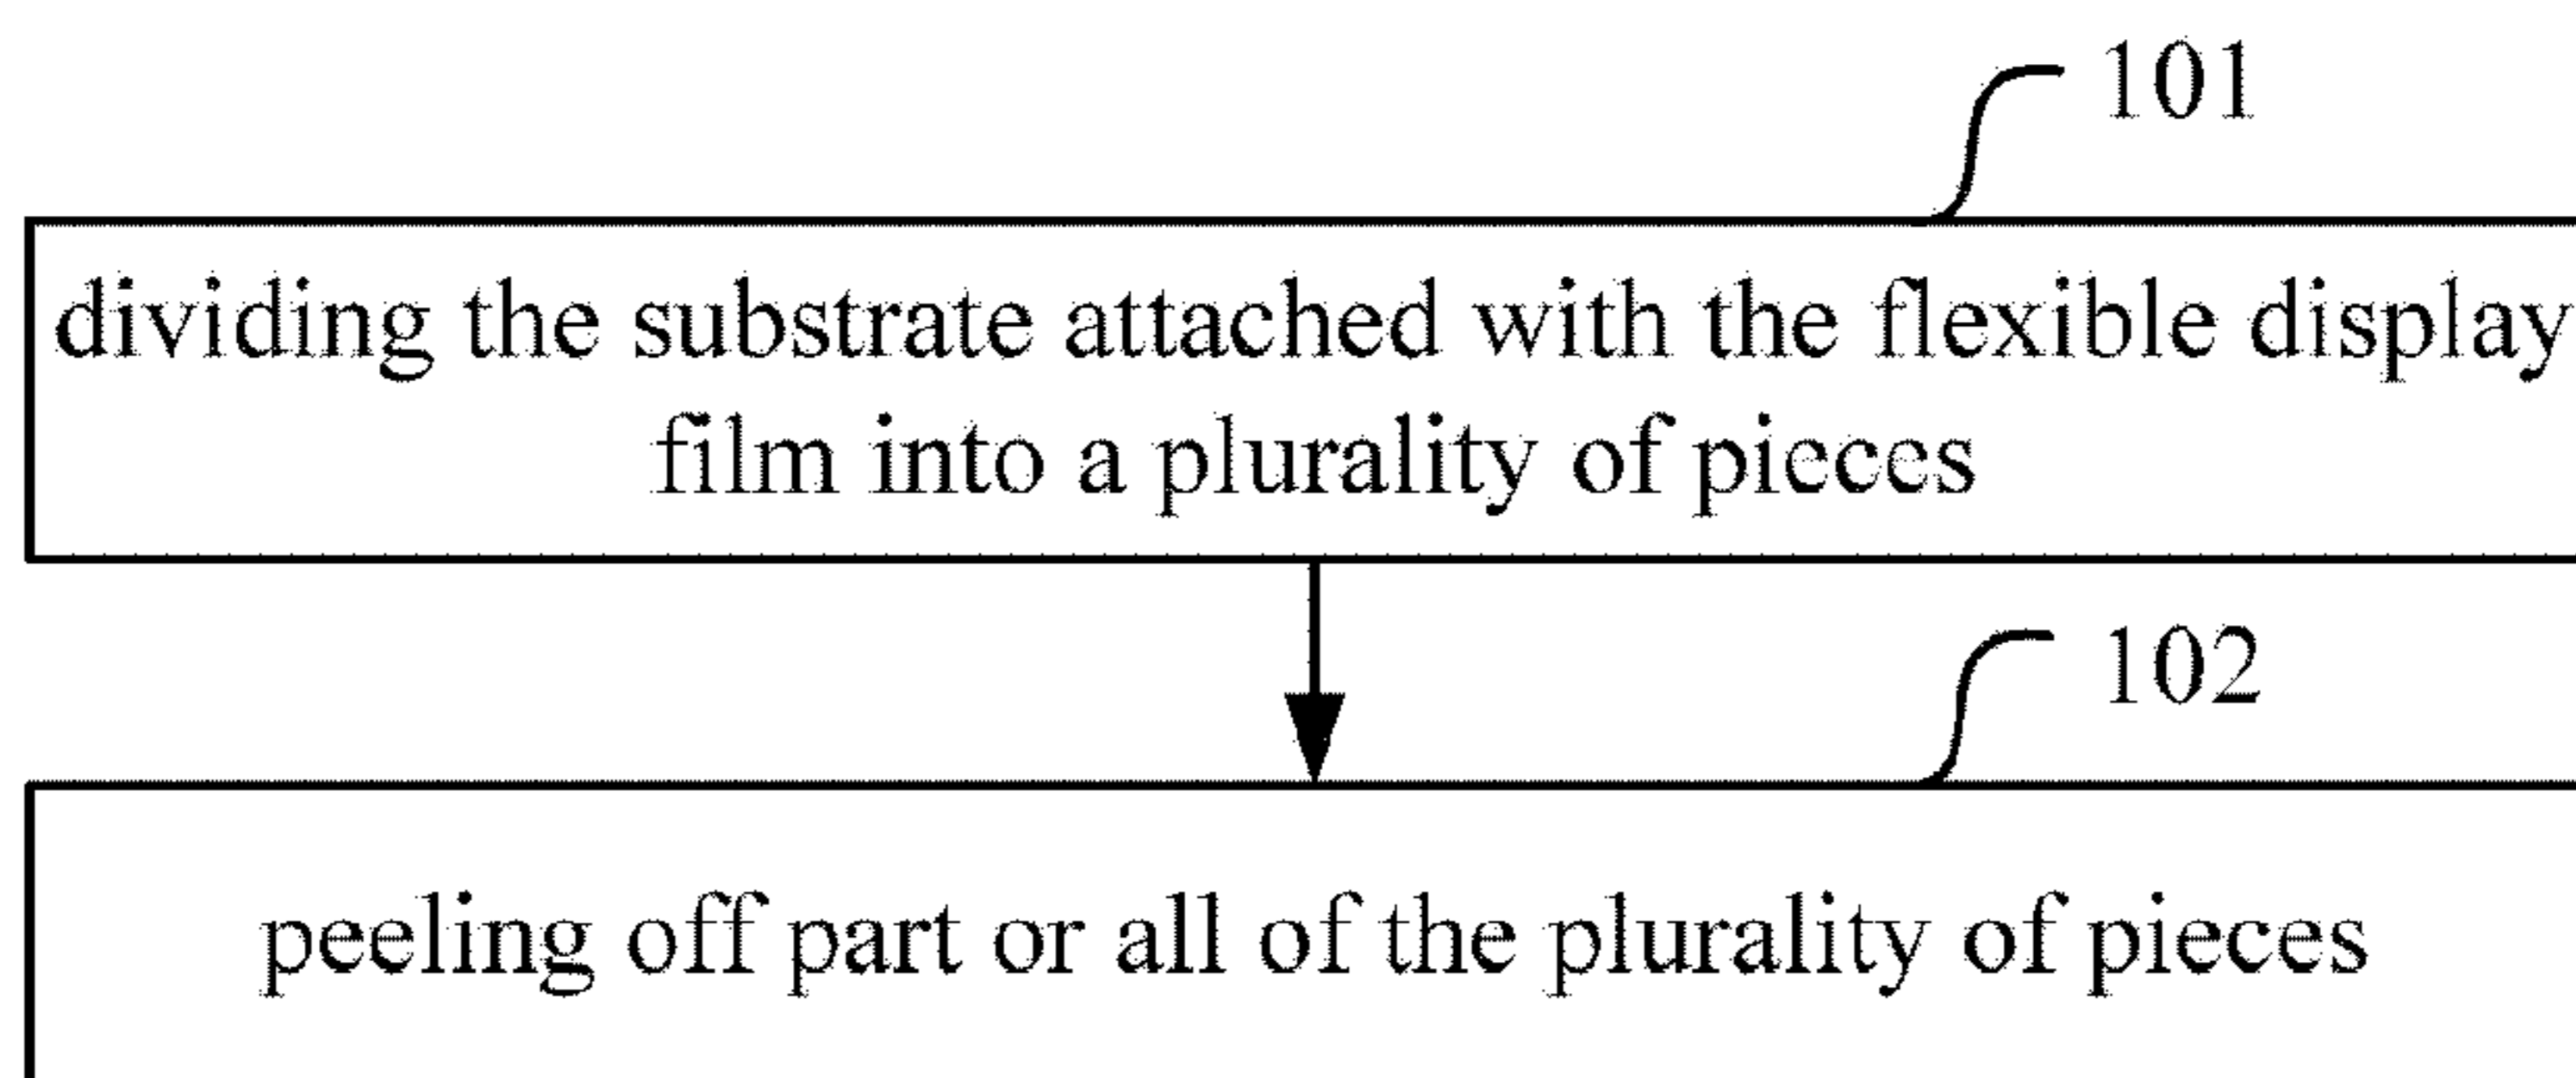 101
dividing the substrate attached with the flexible display
film into a plurality of pieces
102
peeling off part or all of the plurality of pieces